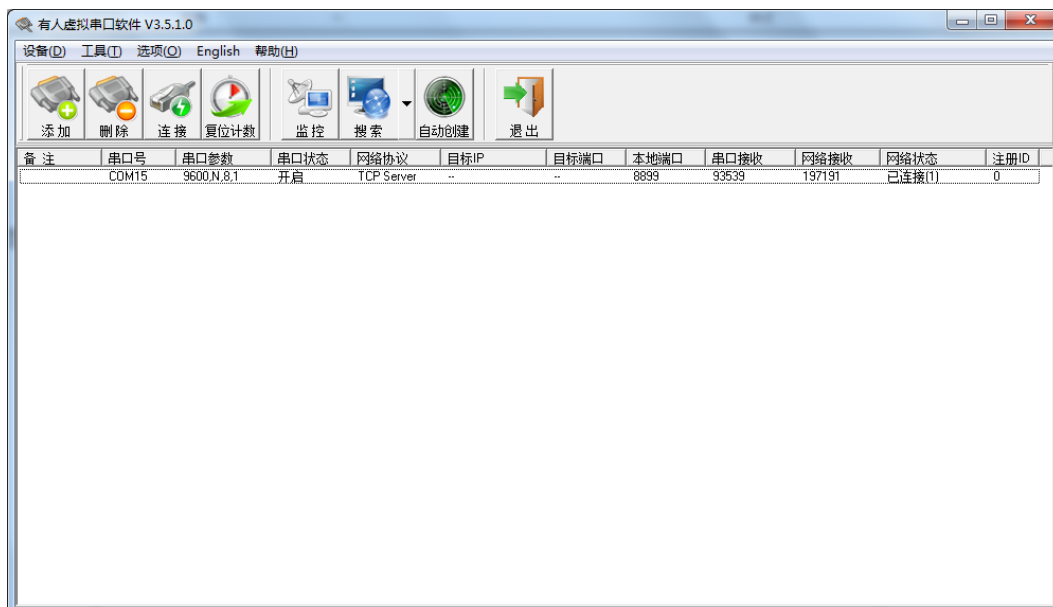 有人虚拟串口软件 V3.5.1.0
设备(D) 工具(T) 选项(O) English 帮助(H)
添加 删除 连接 复位计数 监控 搜索 自动创建 退出
备 注 串口号 串口参数 串口状态 网络协议 目标IP 目标端口 本地端口 串口接收 网络接收 网络状态 注册ID
COM15 9600,N,8,1 开启 TCP Server -- -- 8899 93539 197191 已连接(1) 0